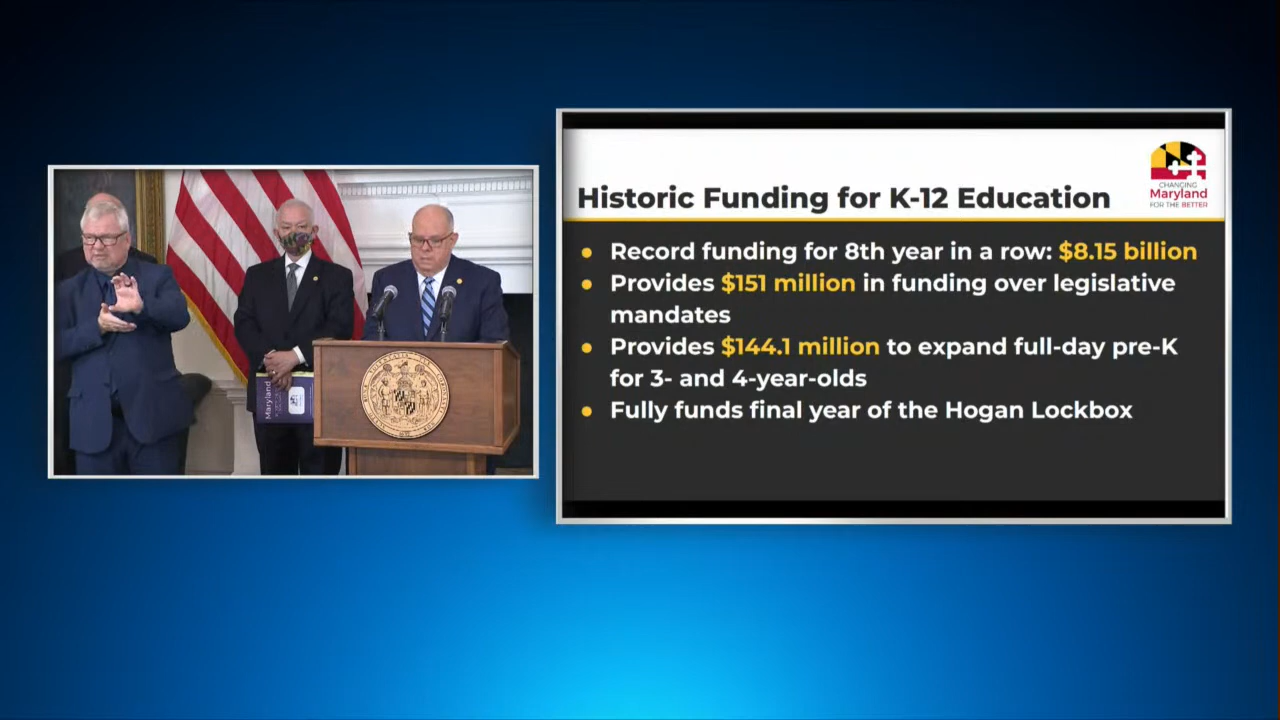 Historic Funding for K-12 Education
CHANGING
Maryland
FOR THE BETTER
Record funding for 8th year in a row: $8.15 billion
Provides $151 million in funding over legislative
mandates
Provides $144.1 million to expand full-day pre-K
for 3- and 4-year-olds
Fully funds final year of the Hogan Lockbox
Maryland